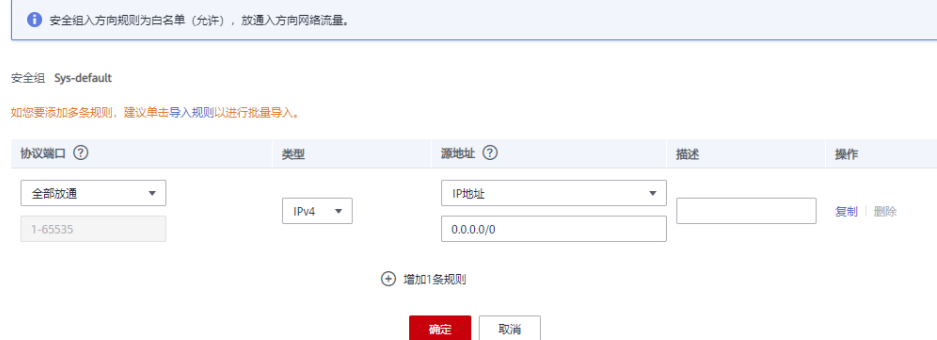 安全组入方向规则为白名单（允许），放通入方向网络流量。
安全组 Sys-default
如您要添加多条规则，建议单击导入规则以进行批量导入。
协议端口 ? 类型 源地址 ? 描述 操作
全部放通 IPv4 IP地址 复制 删除
1-65535 0.0.0.0/0
增加1条规则
确定 取消